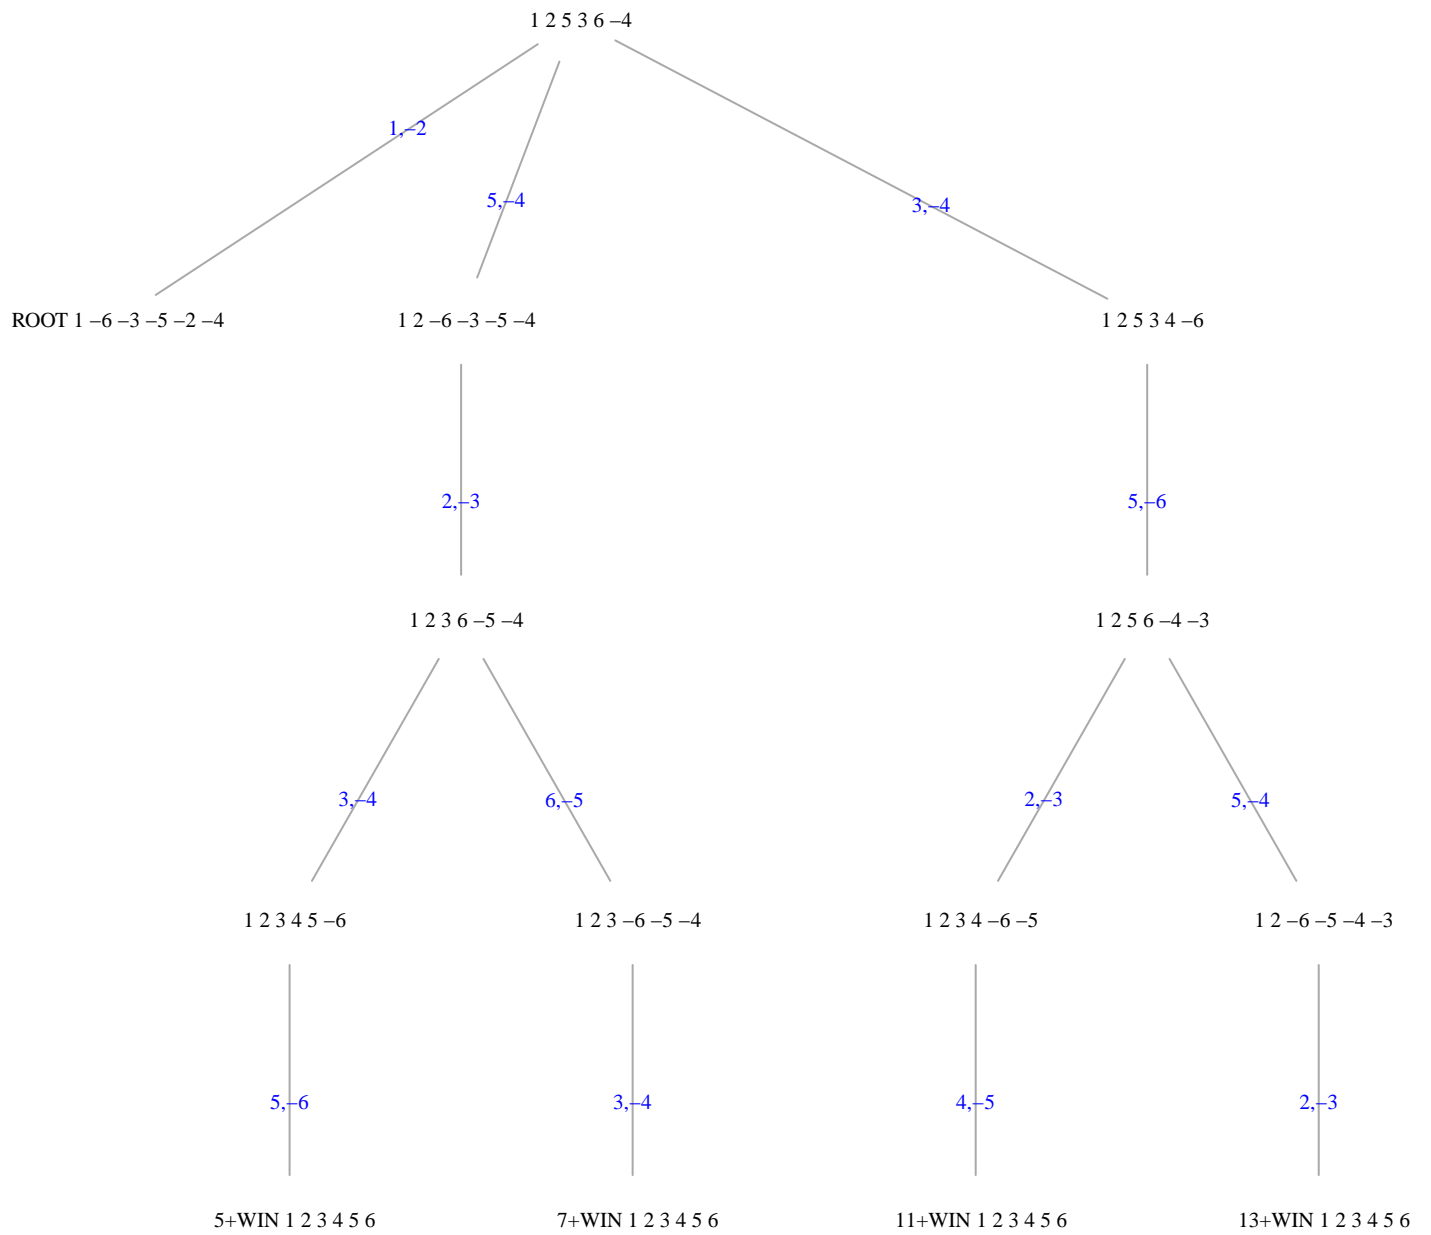 1 2 5 3 6 –4
1,–2
5,–4
3,–4
ROOT 1 –6 –3 –5 –2 –4
1 2 –6 –3 –5 –4
1 2 5 3 4 –6
2,–3
5,–6
1 2 3 6 –5 –4
1 2 5 6 –4 –3
3,–4
6,–5
2,–3
5,–4
1 2 3 4 5 –6
1 2 3 –6 –5 –4
1 2 3 4 –6 –5
1 2 –6 –5 –4 –3
5,–6
3,–4
4,–5
2,–3
5+WIN 1 2 3 4 5 6
7+WIN 1 2 3 4 5 6
11+WIN 1 2 3 4 5 6
13+WIN 1 2 3 4 5 6